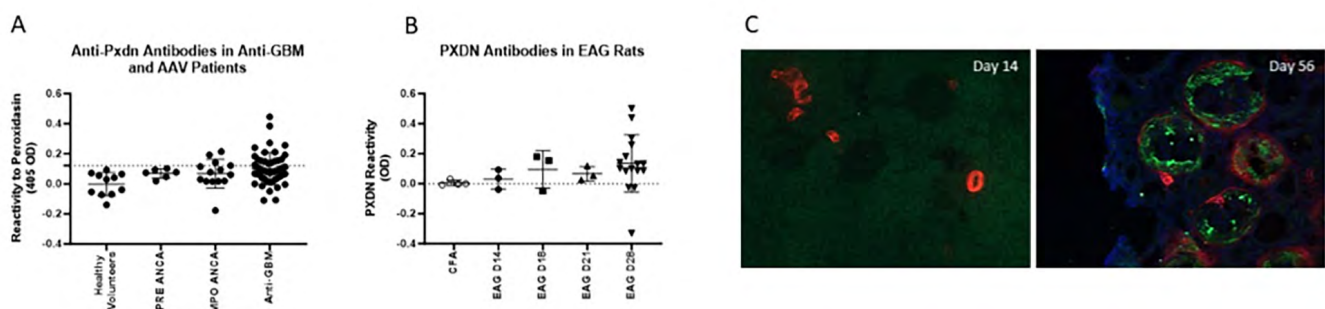 A
Anti-Pxdn Antibodies in Anti-GBM
and AAV Patients
Reactivity to Peroxidasin
(405 OD)
0.6
0.4
0.2
0.0
-0.2
-0.4
Healthy
Volunteers
PRE ANCA
MPO ANCA
Anti-GBM
B
PXDN Antibodies in EAG Rats
PXDN Reactivity
(OD)
0.6
0.4
0.2
0.0
-0.2
-0.4
CFA
EAG D14
EAG D18
EAG D21
EAG D28
C
Day 14
Day 56